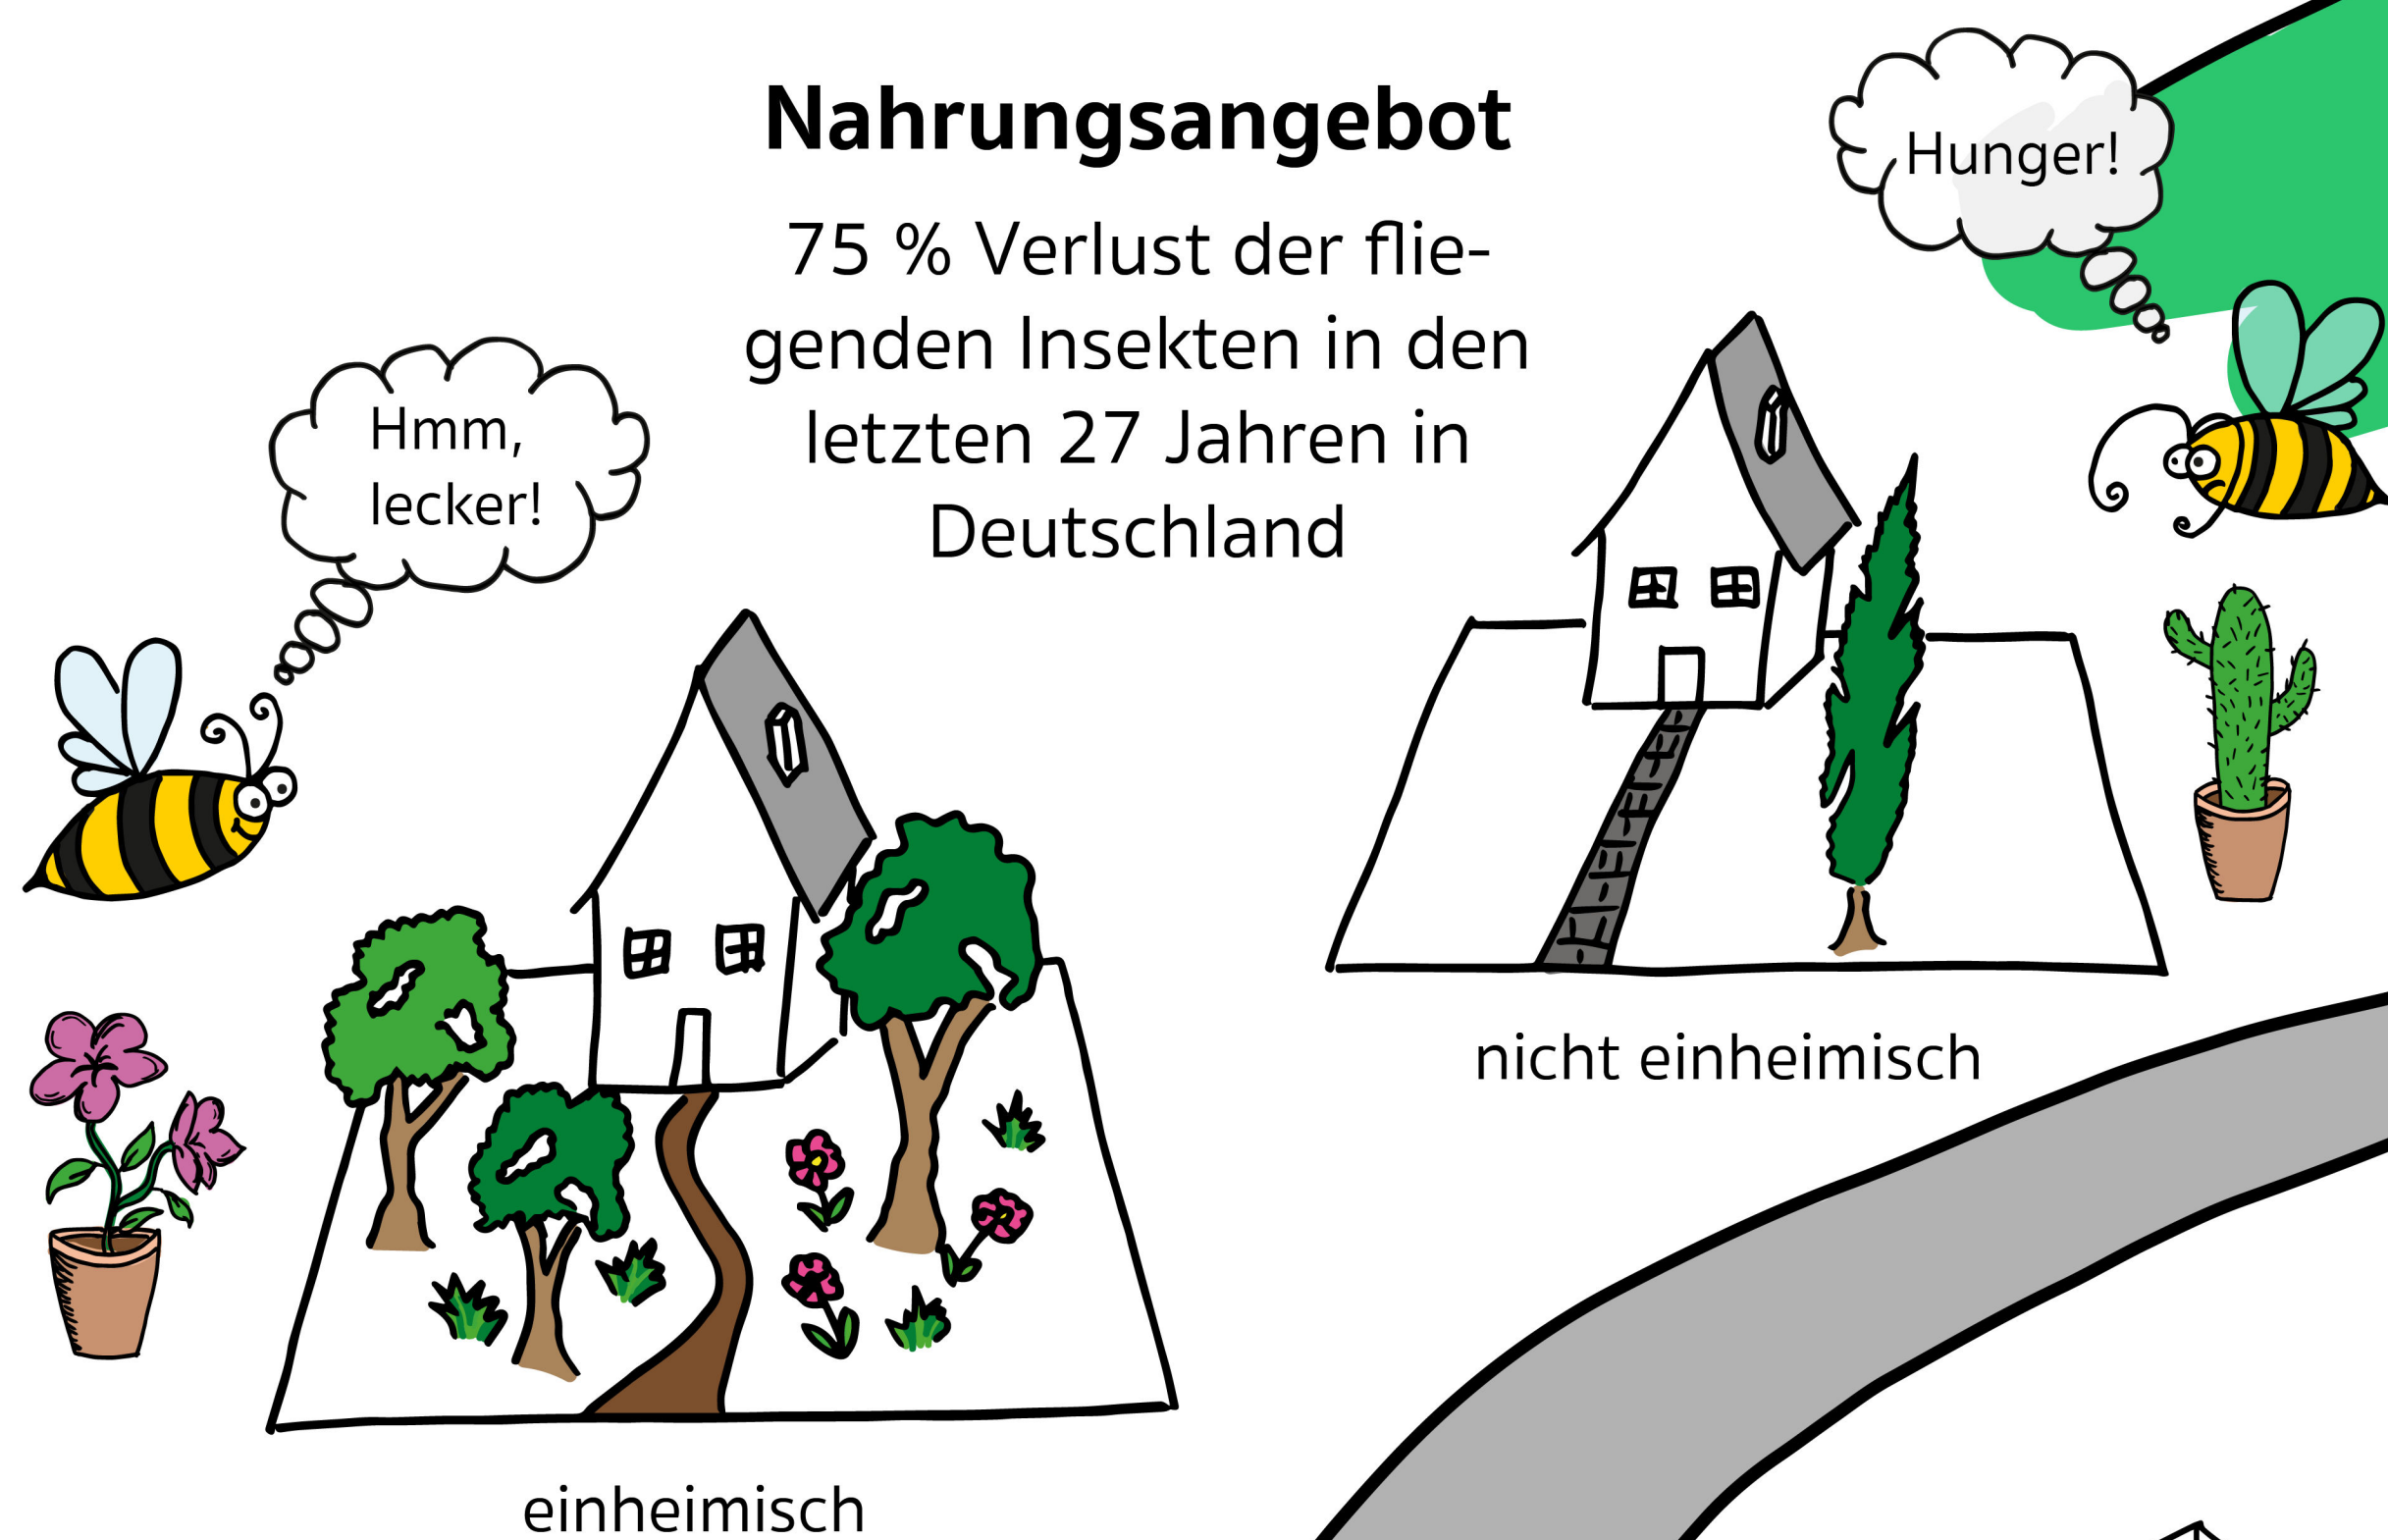 Nahrungsangebot
75 % Verlust der flie-
genden Insekten in den
letzten 27 Jahren in
Deutschland
Hunger!
Hmm,
lecker!
nicht einheimisch
einheimisch